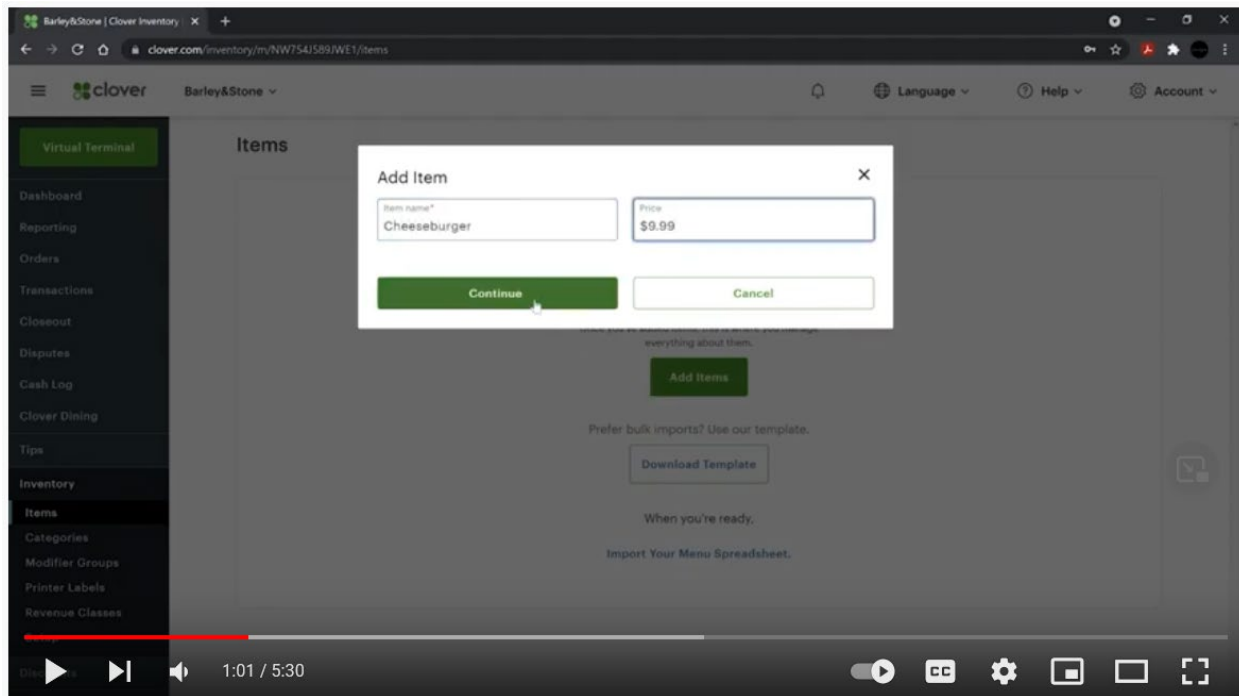 Barley&Stone | Clover Inventory
clover.com/inventory/m/NW754J589JWE1/items
clover
Barley&Stone
Language
Help
Account
Virtual Terminal
Dashboard
Reporting
Orders
Transactions
Closeout
Disputes
Cash Log
Clover Dining
Tips
Inventory
Items
Categories
Modifier Groups
Printer Labels
Revenue Classes
Items
Add Item
Item name*
Cheeseburger
Price
$9.99
Continue
Cancel
everything about them.
Add Items
Prefer bulk imports? Use our template.
Download Template
When you're ready,
Import Your Menu Spreadsheet.
1:01 / 5:30
CC